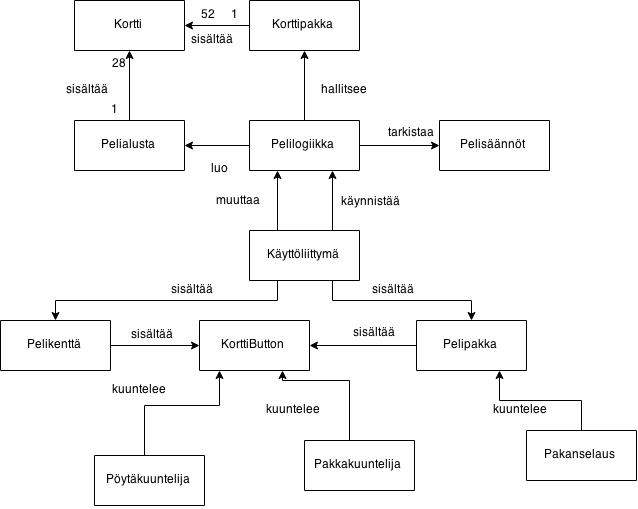 Kortti
52
1
Korttipakka
sisältää
28
sisältää
1
hallitsee
Pelialusta
Pelilogiikka
tarkistaa
Pelisäännöt
luo
muuttaa
käynnistää
Käyttöliittymä
sisältää
sisältää
Pelikenttä
sisältää
KorttiButton
sisältää
Pelipakka
kuuntelee
kuuntelee
kuuntelee
Pöytäkuuntelija
Pakkakuuntelija
Pakanselaus